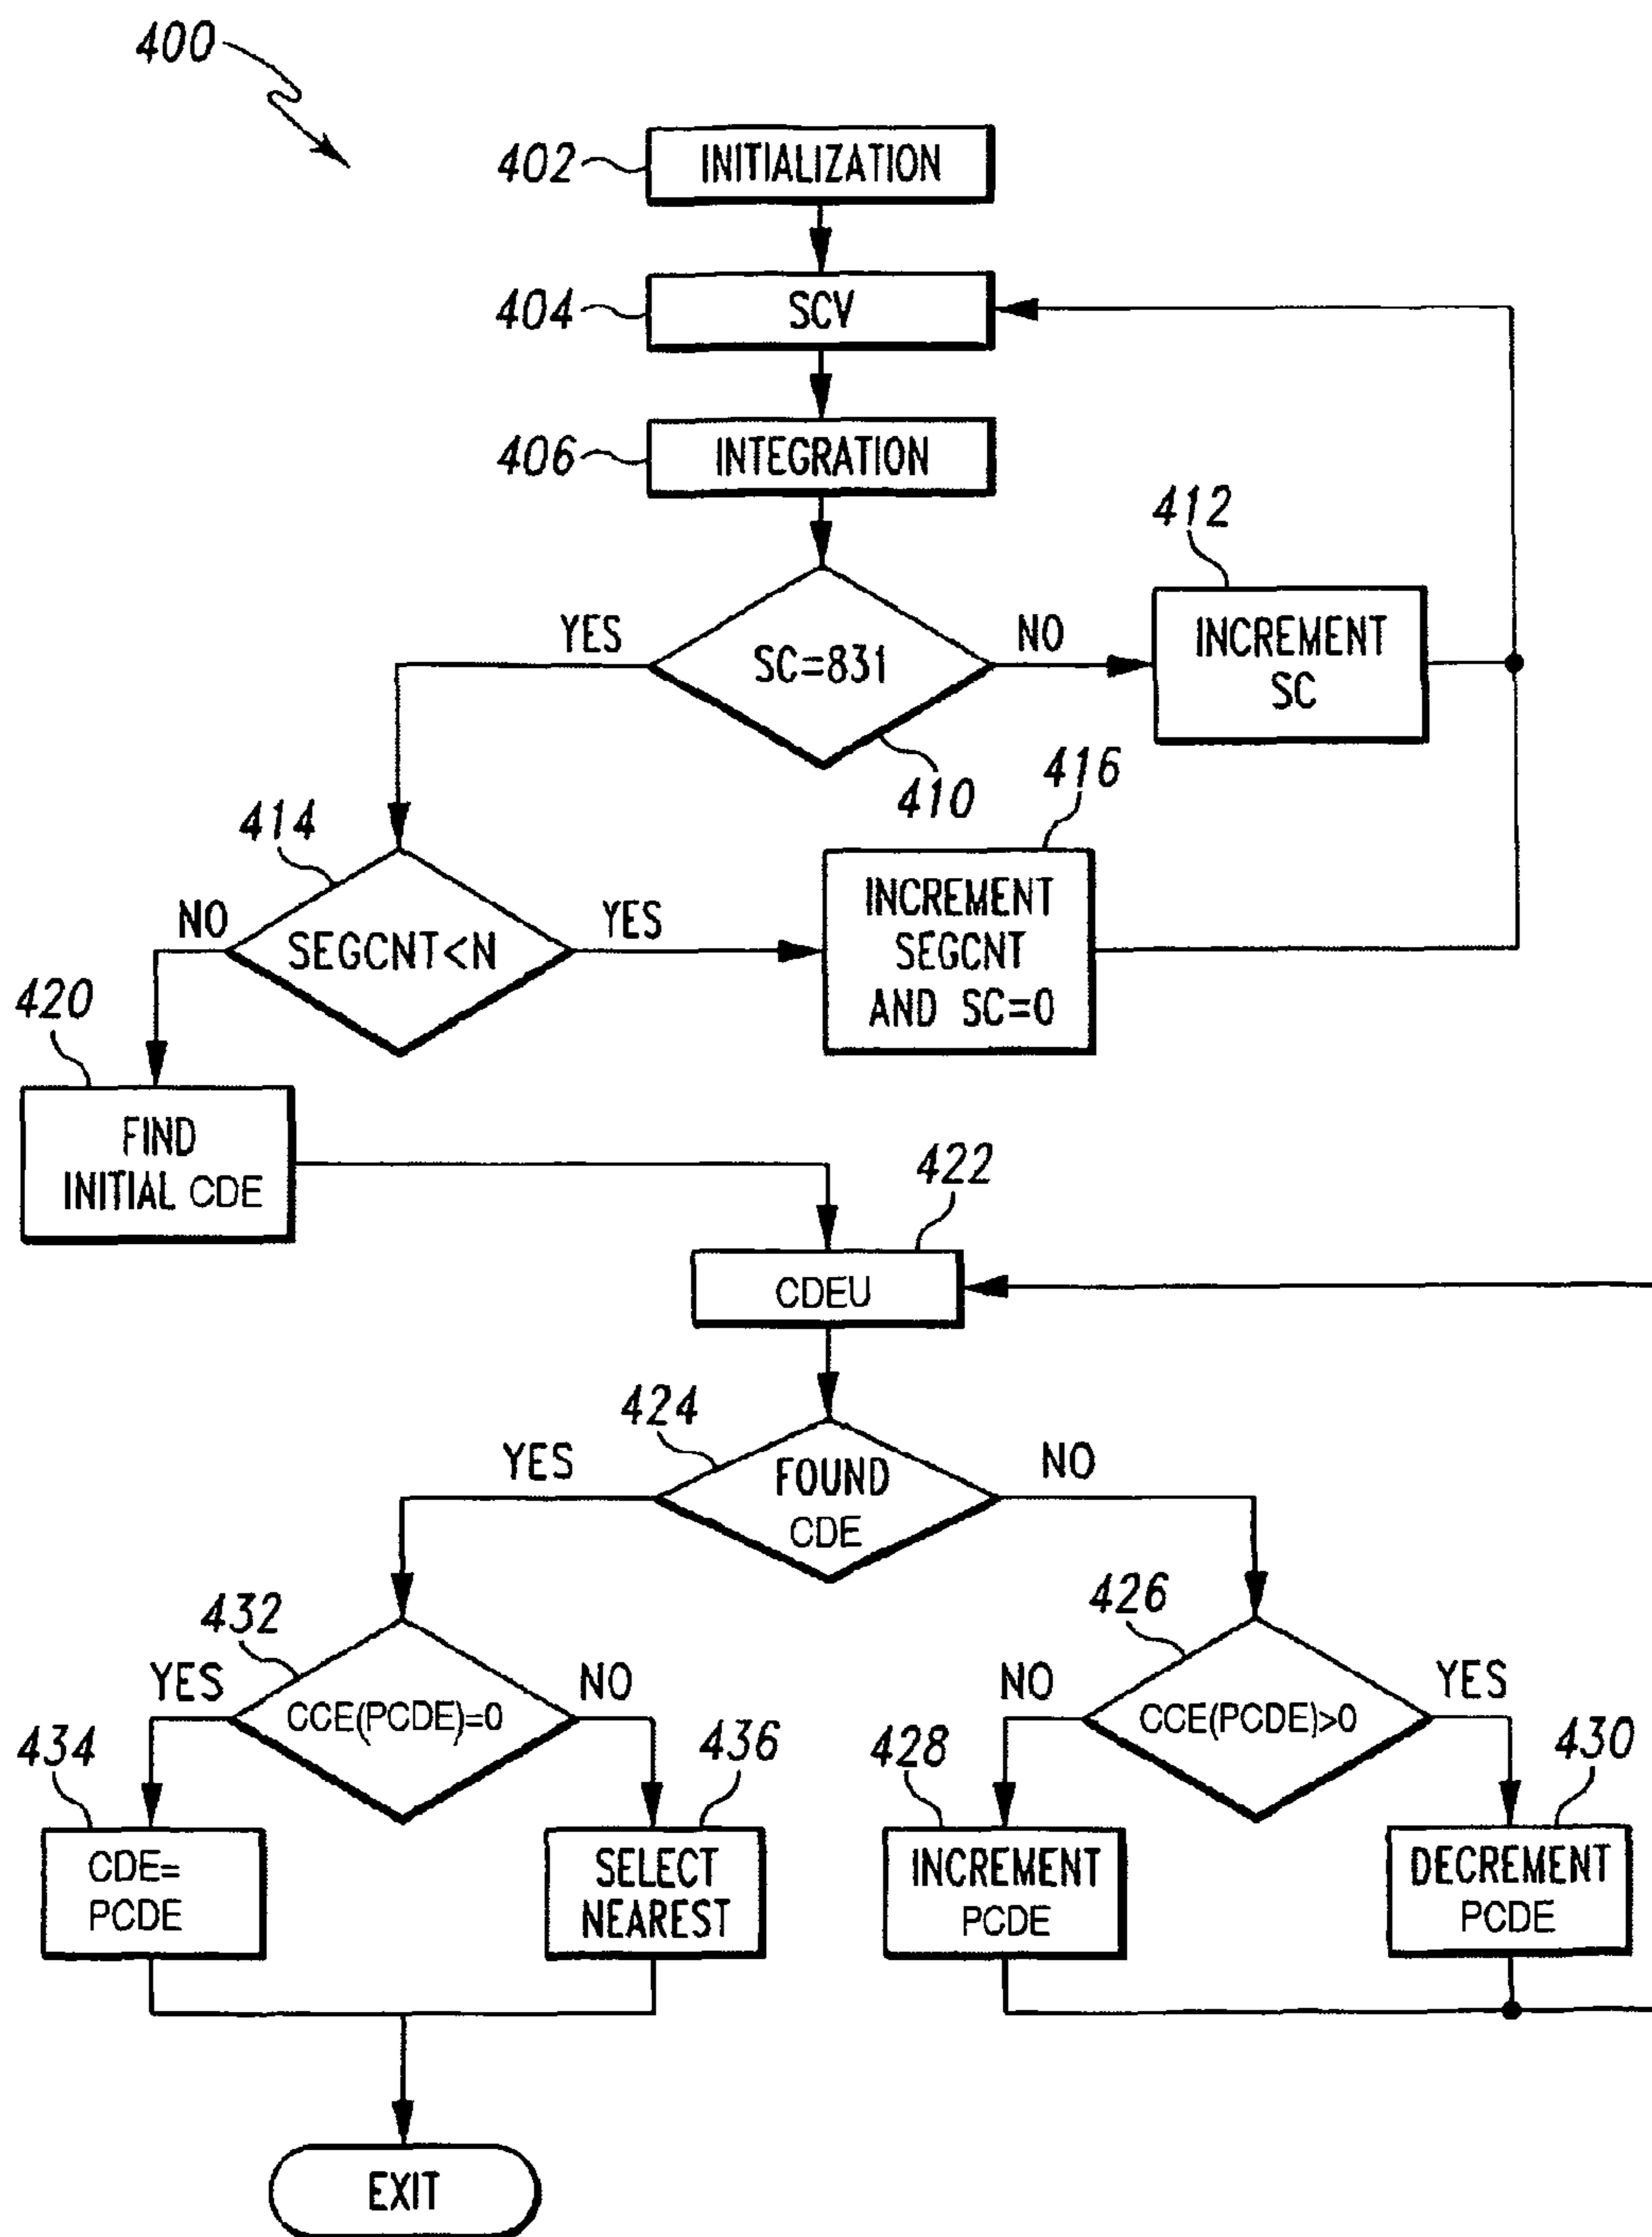 400
402
INITIALIZATION
404
SCV
406
INTEGRATION
412
YES
SC=831
NO
INCREMENT
SC
410
416
414
NO
SEGCNT<N
YES
INCREMENT
SEGCNT
AND SC=0
420
FIND
INITIAL CDE
422
CDEU
424
YES
FOUND
CDE
NO
432
YES
CCE(PCDE)=0
NO
426
NO
CCE(PCDE)>0
YES
434
CDE=
PCDE
436
SELECT
NEAREST
428
INCREMENT
PCDE
430
DECREMENT
PCDE
EXIT